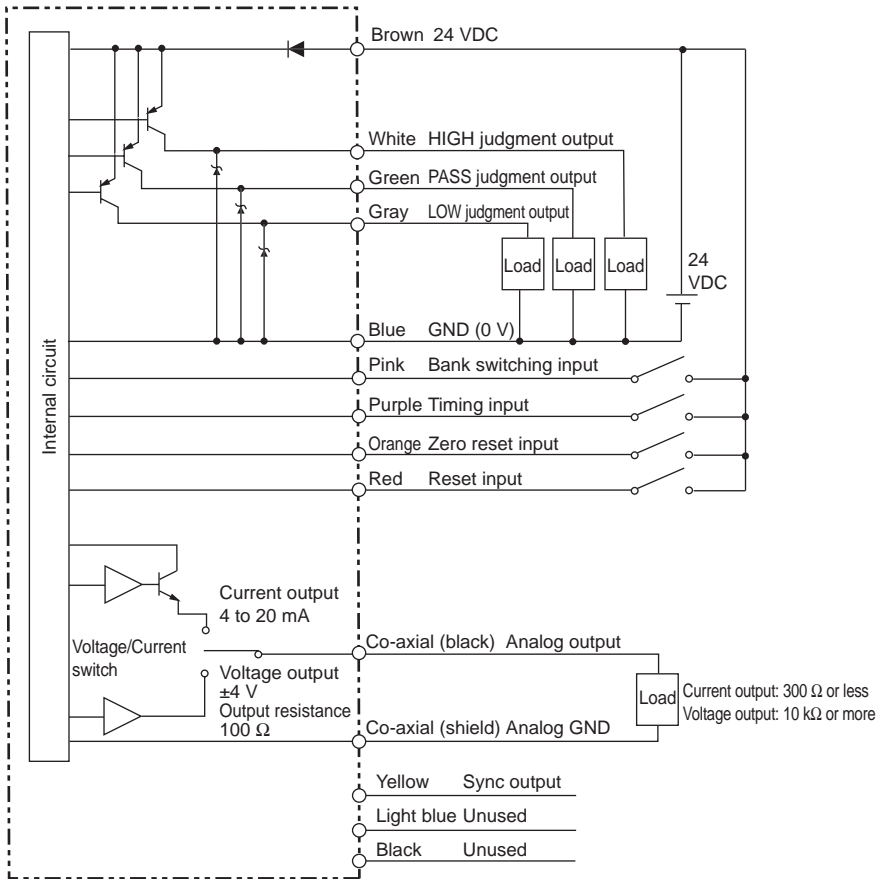 Brown 24 VDC
White HIGH judgment output
Green PASS judgment output
Gray LOW judgment output
Load Load Load
24
VDC
Blue GND (0 V)
Pink Bank switching input
Internal circuit
Purple Timing input
Orange Zero reset input
Red Reset input
Current output
4 to 20 mA
Voltage/Current
switch
Co-axial (black) Analog output
Voltage output
±4 V
Output resistance
100 Ω
Load
Current output: 300 Ω or less
Voltage output: 10 kΩ or more
Co-axial (shield) Analog GND
Yellow Sync output
Light blue Unused
Black Unused